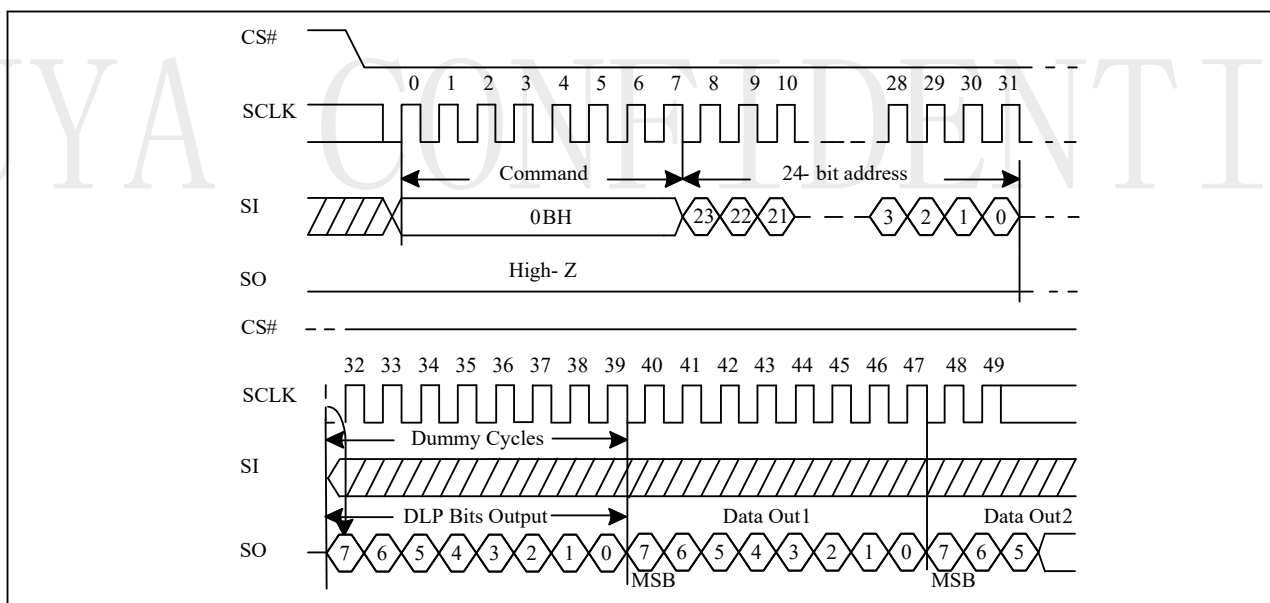 CS#
0 1 2 3 4 5 6 7 8 9 10 28 29 30 31
SCLK
Command 24- bit address
SI 0BH 23 22 21 3 2 1 0
High- Z
SO
CS#
32 33 34 35 36 37 38 39 40 41 42 43 44 45 46 47 48 49
SCLK
Dummy Cycles
SI
DLP Bits Output Data Out1 Data Out2
SO 7 6 5 4 3 2 1 0 7 6 5 4 3 2 1 0 7 6 5
MSB MSB
UYA CONFIDENTI